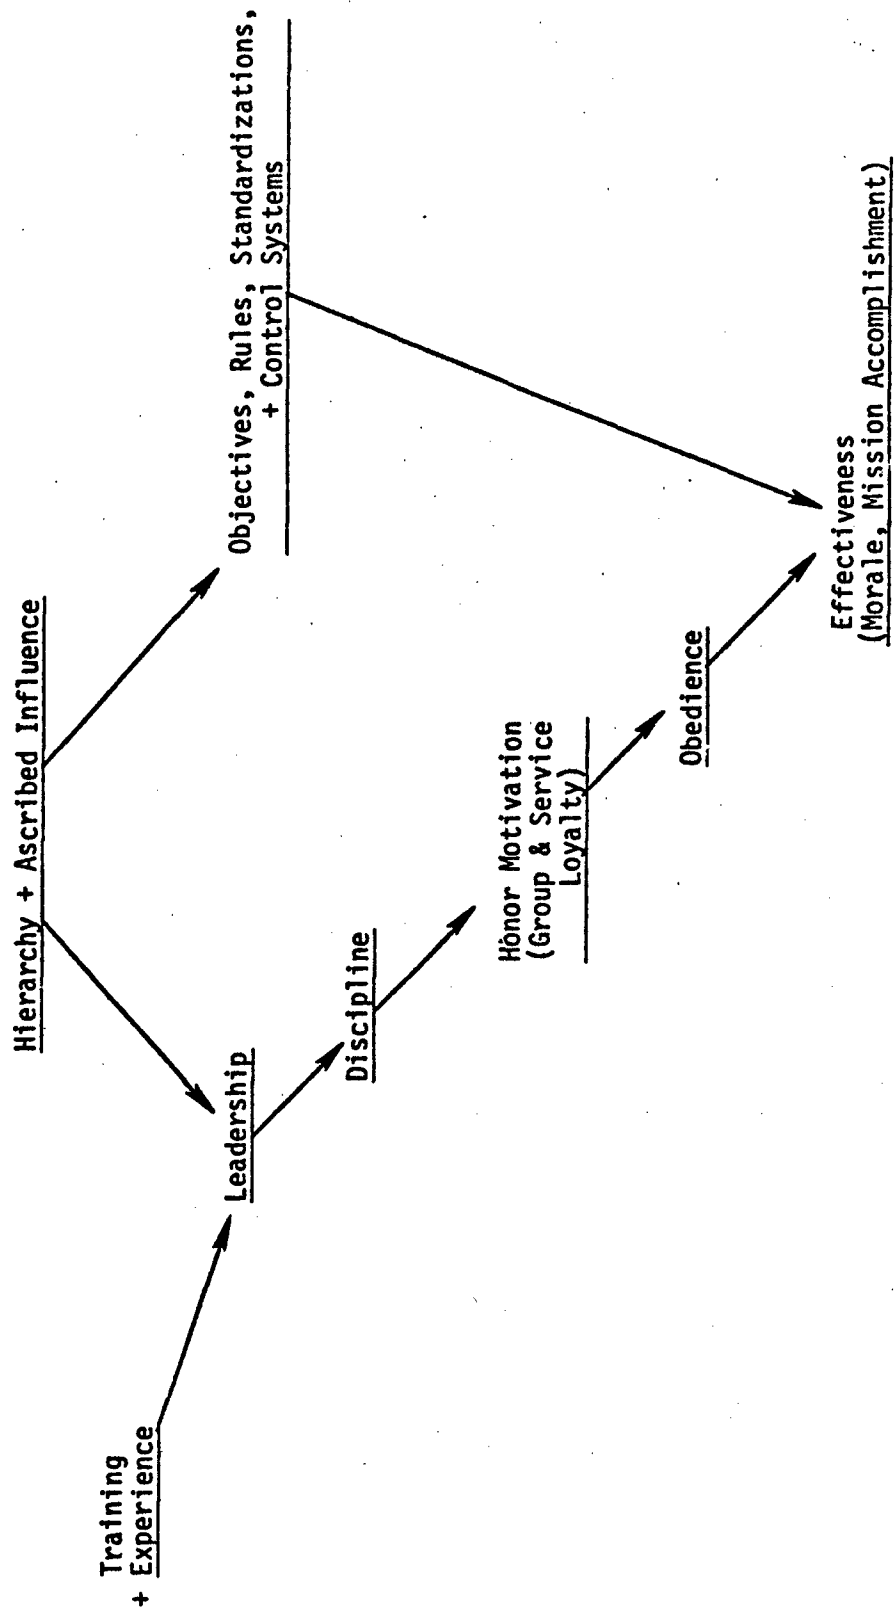 Hierarchy + Ascribed Influence
Training
+ Experience
Leadership
Objectives, Rules, Standardizations,
+ Control Systems
Discipline
Honor Motivation
(Group & Service
Loyalty)
Obedience
Effectiveness
(Morale, Mission Accomplishment)